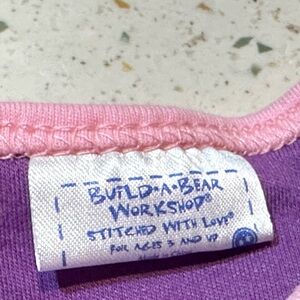 BUILD-A-BEAR
WORKSHOP®
STITCHED WITH LOVE®
FOR AGES 3 AND UP